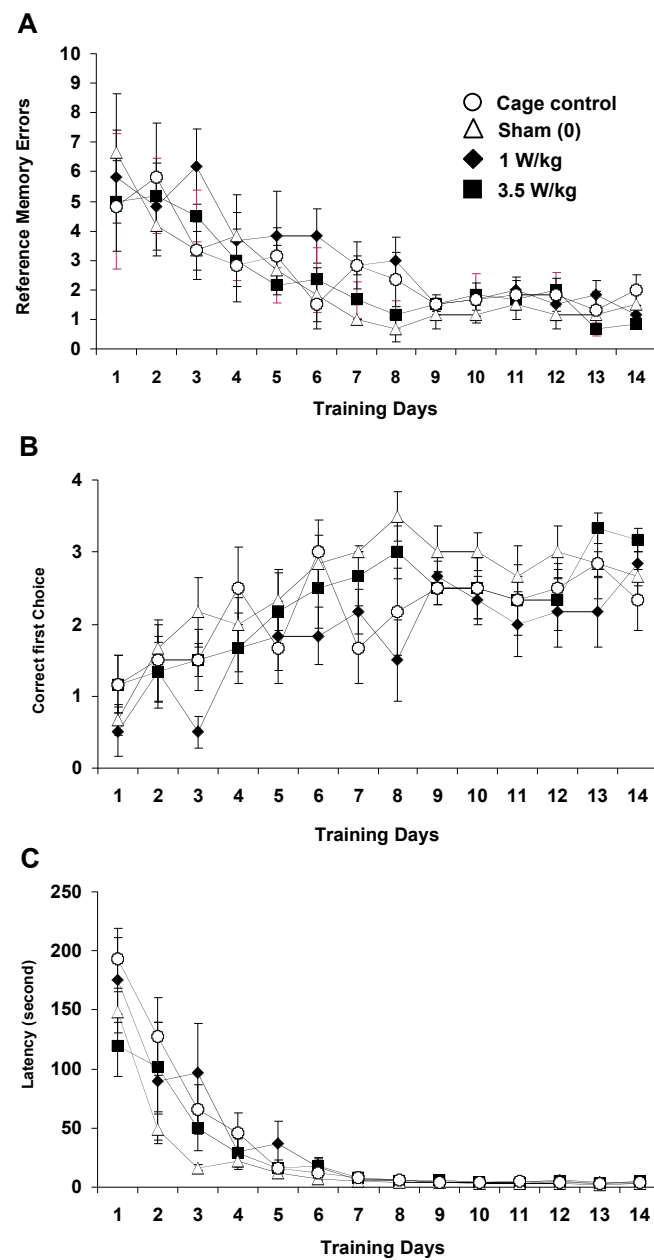 A
10
9
8
7
6
5
4
3
2
1
0
Reference Memory Errors
Cage control
Sham (0)
1 W/kg
3.5 W/kg
1 2 3 4 5 6 7 8 9 10 11 12 13 14
Training Days
B
4
3
2
1
0
Correct first Choice
1 2 3 4 5 6 7 8 9 10 11 12 13 14
Training Days
C
250
200
150
100
50
0
Latency (second)
1 2 3 4 5 6 7 8 9 10 11 12 13 14
Training Days